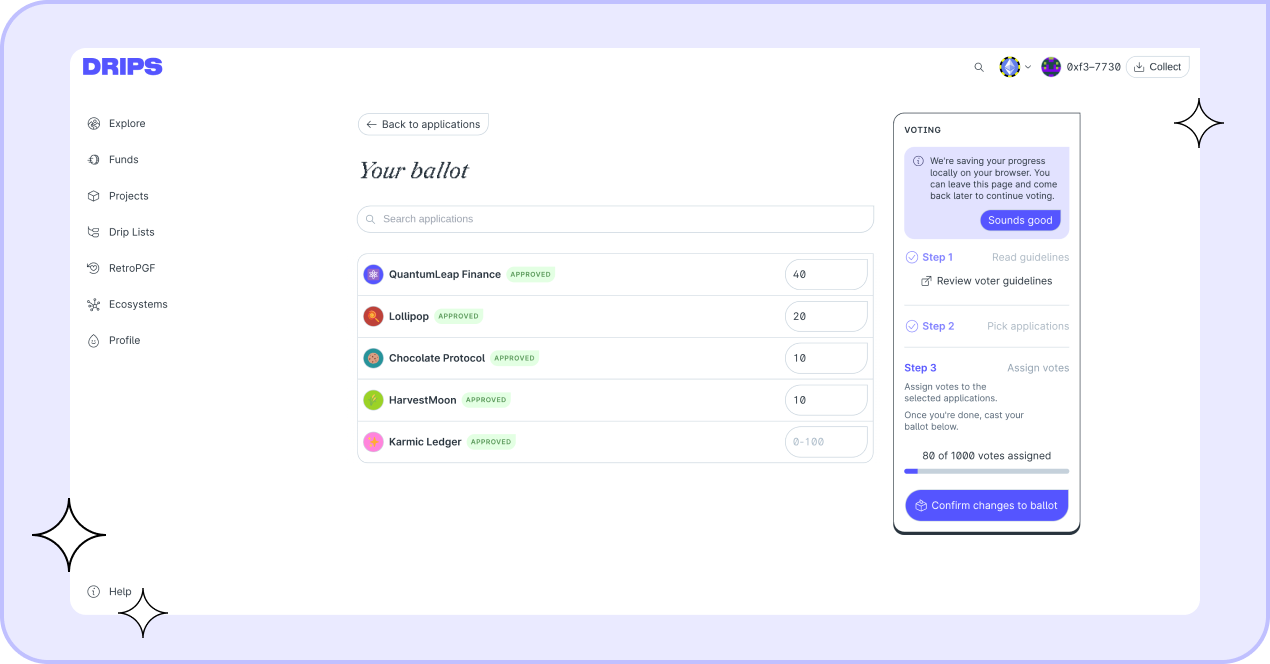 DRIPS
0xf3–7730
Collect
Explore
Funds
Projects
Drip Lists
RetroPGF
Ecosystems
Profile
Help
Back to applications
Your ballot
Search applications
QuantumLeap Finance APPROVED 40
Lollipop APPROVED 20
Chocolate Protocol APPROVED 10
HarvestMoon APPROVED 10
Karmic Ledger APPROVED 0-100
VOTING
We're saving your progress
locally on your browser. You
can leave this page and come
back later to continue voting.
Sounds good
Step 1 Read guidelines
Review voter guidelines
Step 2 Pick applications
Step 3 Assign votes
Assign votes to the
selected applications.
Once you're done, cast your
ballot below.
80 of 1000 votes assigned
Confirm changes to ballot